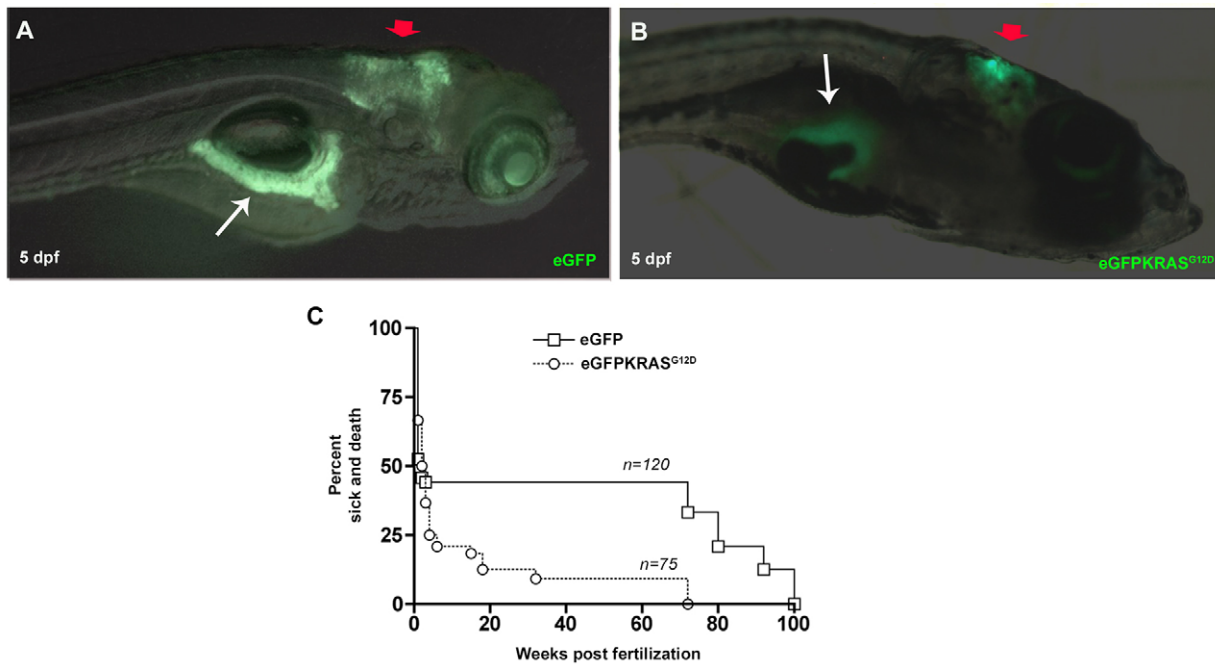 A
5 dpf
eGFP
B
5 dpf
eGFPKRASG12D
C
Percent
sick and death
100
75
50
25
0
eGFP
eGFPKRASG12D
n=120
n=75
0 20 40 60 80 100
Weeks post fertilization